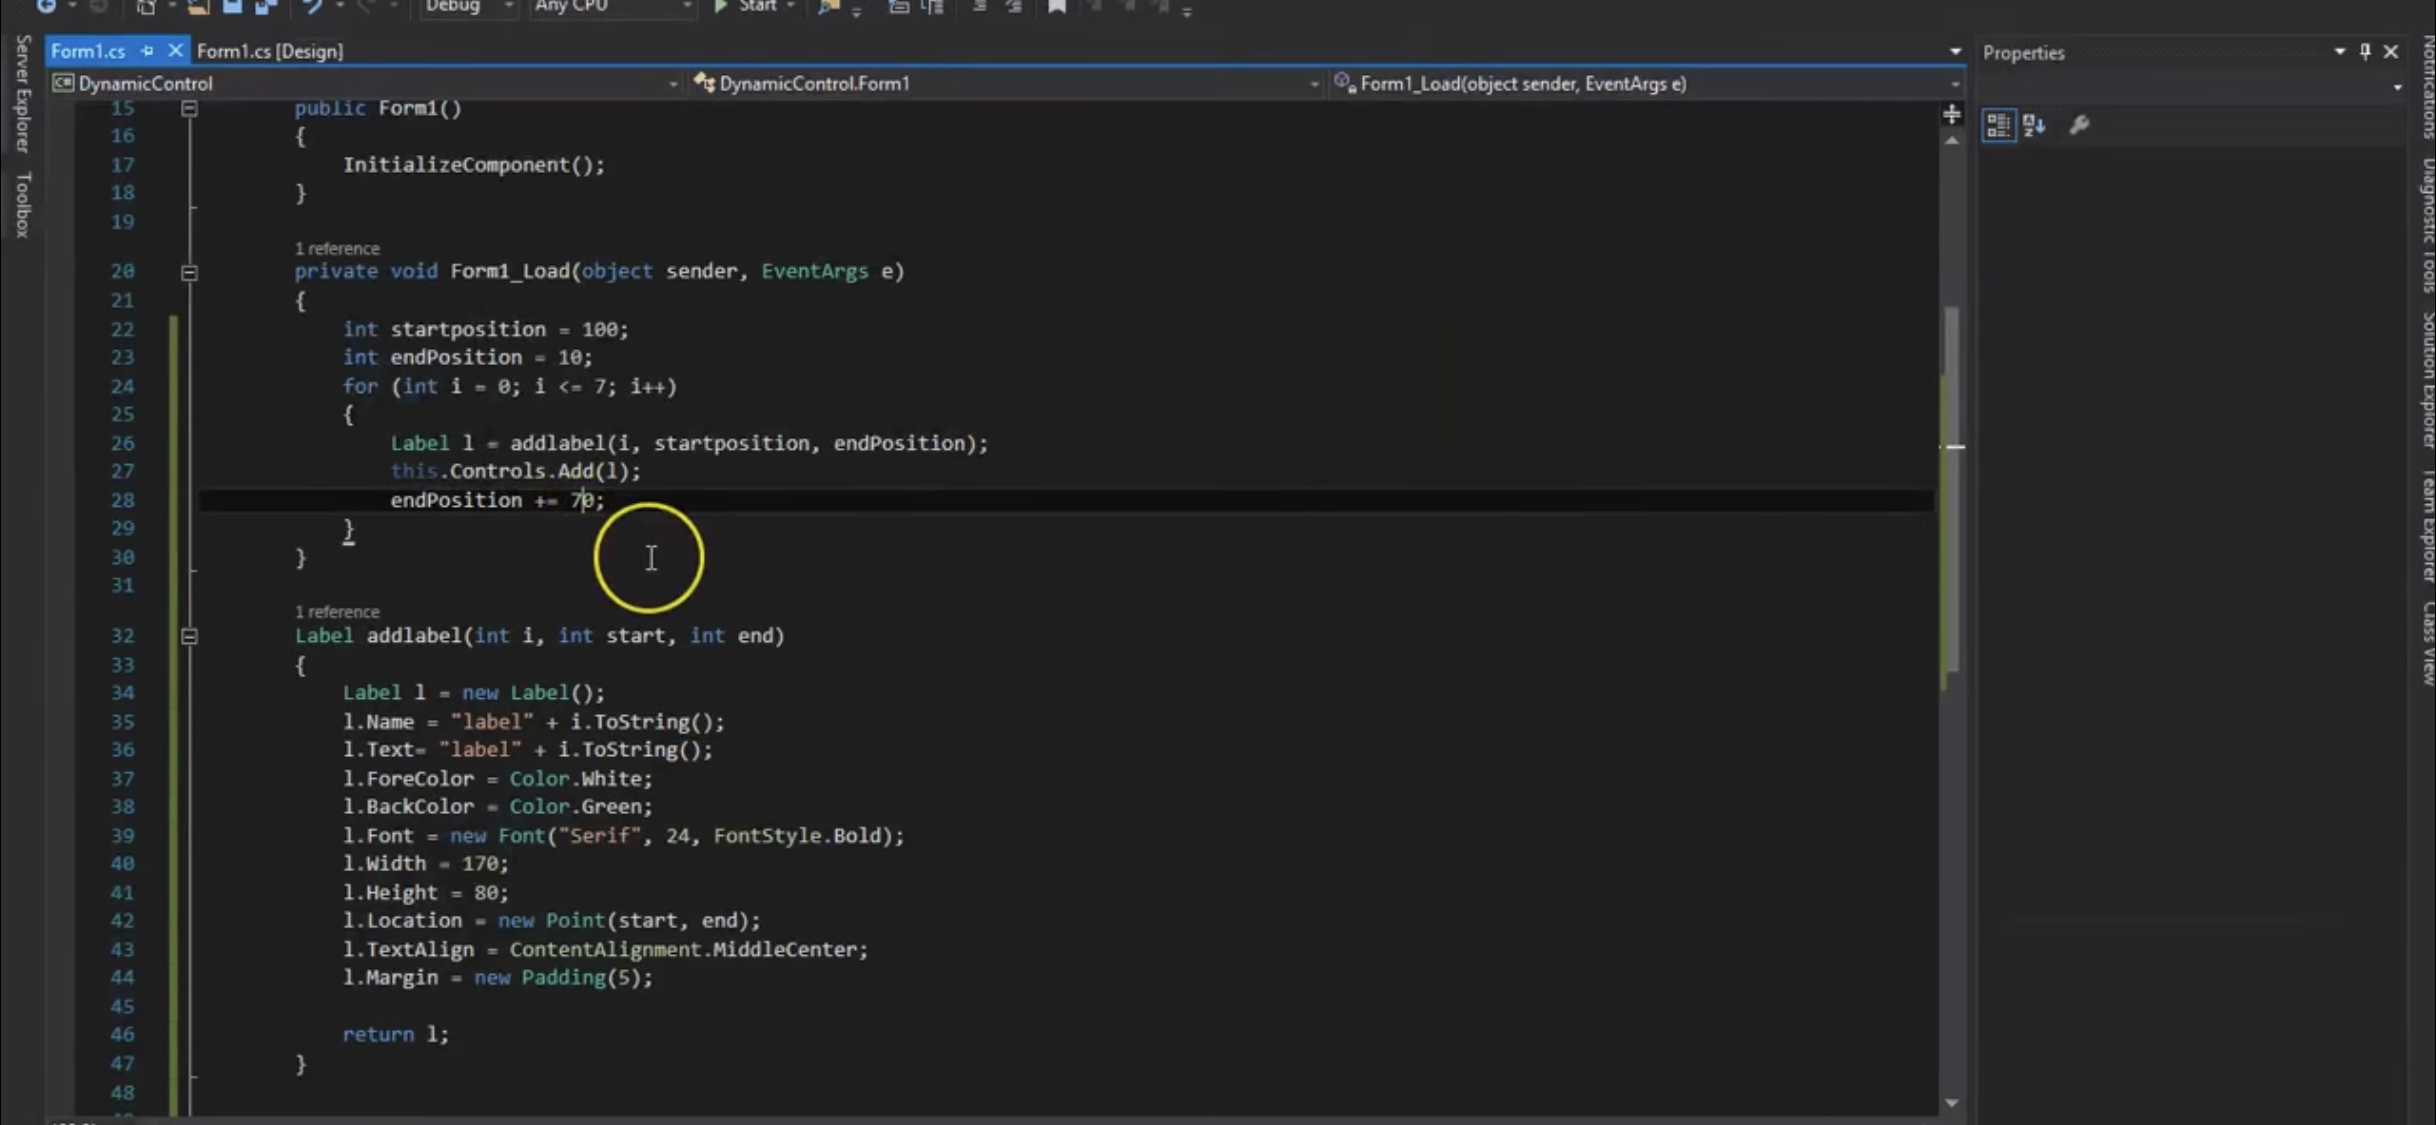 Debug Any CPU Start
Form1.cs Form1.cs [Design]
Properties
DynamicControl DynamicControl.Form1 Form1_Load(object sender, EventArgs e)
Server Explorer
Toolbox
15 public Form1()
16 {
17 InitializeComponent();
18 }
19
1 reference
20 private void Form1_Load(object sender, EventArgs e)
21 {
22 int startposition = 100;
23 int endPosition = 10;
24 for (int i = 0; i <= 7; i++)
25 {
26 Label l = addlabel(i, startposition, endPosition);
27 this.Controls.Add(l);
28 endPosition += 70;
29 }
30 }
31
1 reference
32 Label addlabel(int i, int start, int end)
33 {
34 Label l = new Label();
35 l.Name = "label" + i.ToString();
36 l.Text= "label" + i.ToString();
37 l.ForeColor = Color.White;
38 l.BackColor = Color.Green;
39 l.Font = new Font("Serif", 24, FontStyle.Bold);
40 l.Width = 170;
41 l.Height = 80;
42 l.Location = new Point(start, end);
43 l.TextAlign = ContentAlignment.MiddleCenter;
44 l.Margin = new Padding(5);
45
46 return l;
47 }
48
Notifications
Diagnostic Tools
Solution Explorer
Team Explorer
Class View